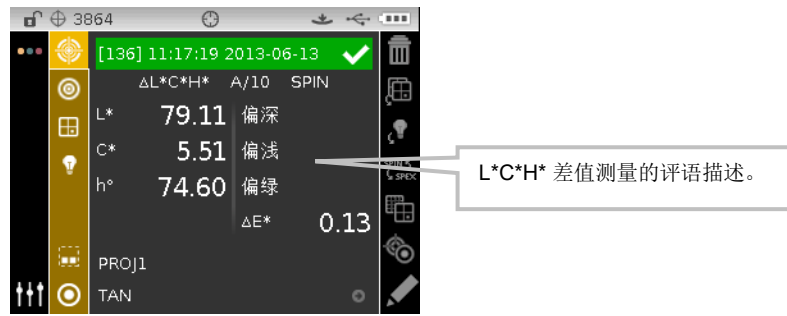 3864
[136] 11:17:19 2013-06-13
ΔL*C*H* A/10 SPIN
L* 79.11 偏深
C* 5.51 偏浅
h° 74.60 偏绿
ΔE* 0.13
PROJ1
TAN
SPEX
L*C*H* 差值测量的评语描述。